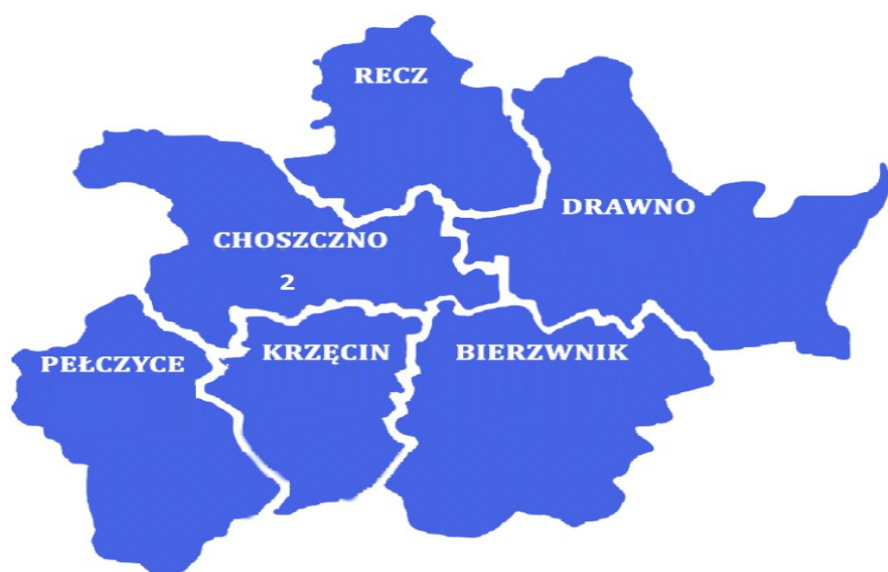 RECZ
DRAWNO
CHOSZCZNO
2
PEŁCZYCE
KRZĘCIN
BIERZWNIK